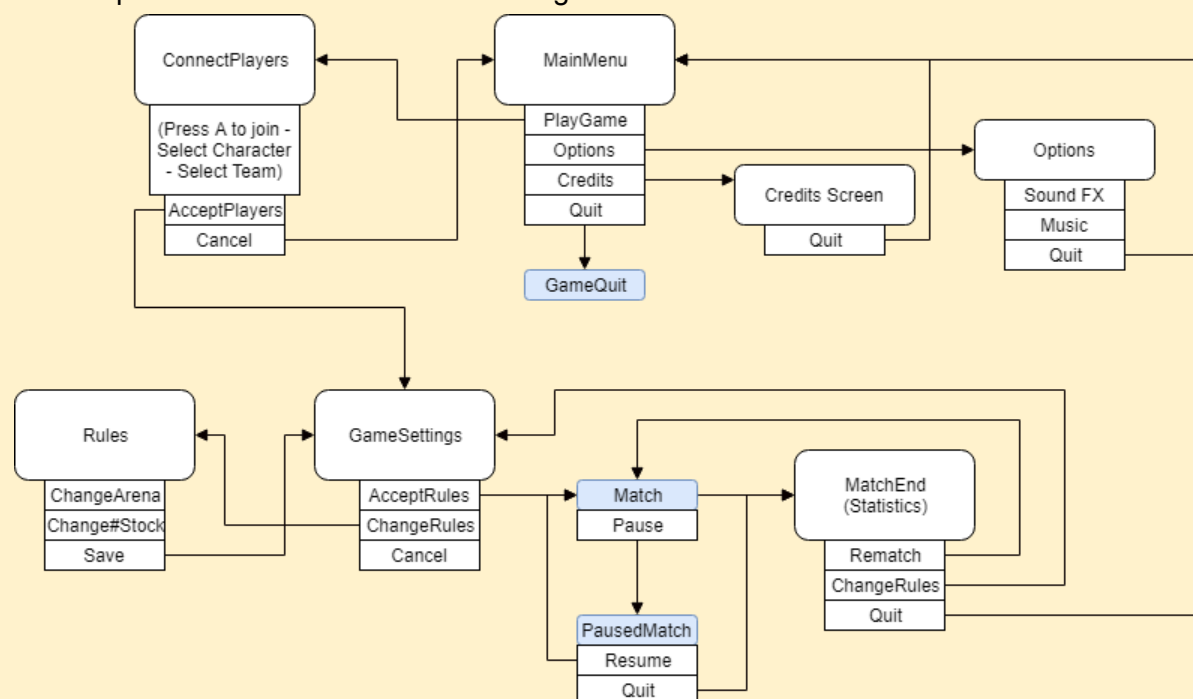 ConnectPlayers
(Press A to join -
Select Character
- Select Team)
AcceptPlayers
Cancel
MainMenu
PlayGame
Options
Credits
Quit
GameQuit
Credits Screen
Quit
Options
Sound FX
Music
Quit
Rules
ChangeArena
Change#Stock
Save
GameSettings
AcceptRules
ChangeRules
Cancel
Match
Pause
PausedMatch
Resume
Quit
MatchEnd
(Statistics)
Rematch
ChangeRules
Quit